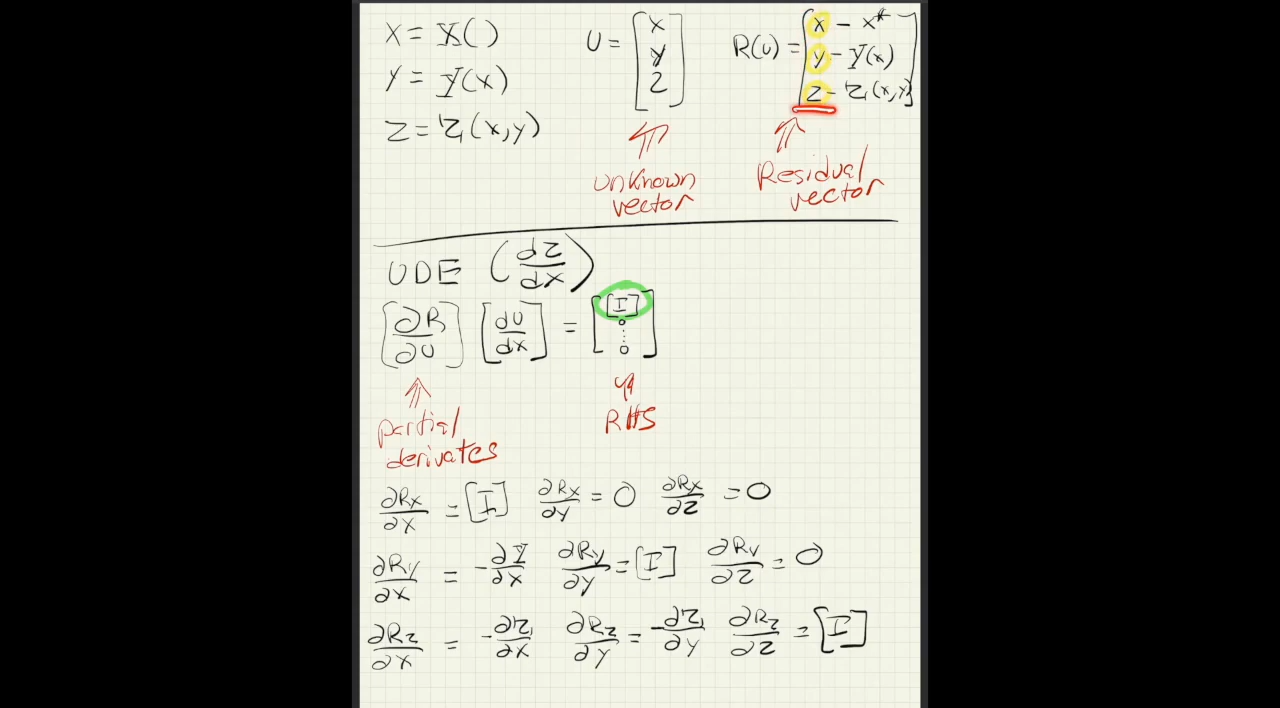 x = X()
y = Y(x)
z = Z(x,y)
U = [x y z]
R(U) = [x - x* y - Y(x) z - Z(x,y)]
unknown vector
Residual vector
UDE (dz/dx)
[∂R/∂U] [du/dx] = [[I] 0 ⋮ 0]
partial derivates
RHS
∂Rx/∂x = [I] ∂Rx/∂y = 0 ∂Rx/∂z = 0
∂Ry/∂x = -∂Y/∂x ∂Ry/∂y = [I] ∂Ry/∂z = 0
∂Rz/∂x = -∂Z/∂x ∂Rz/∂y = -∂Z/∂y ∂Rz/∂z = [I]